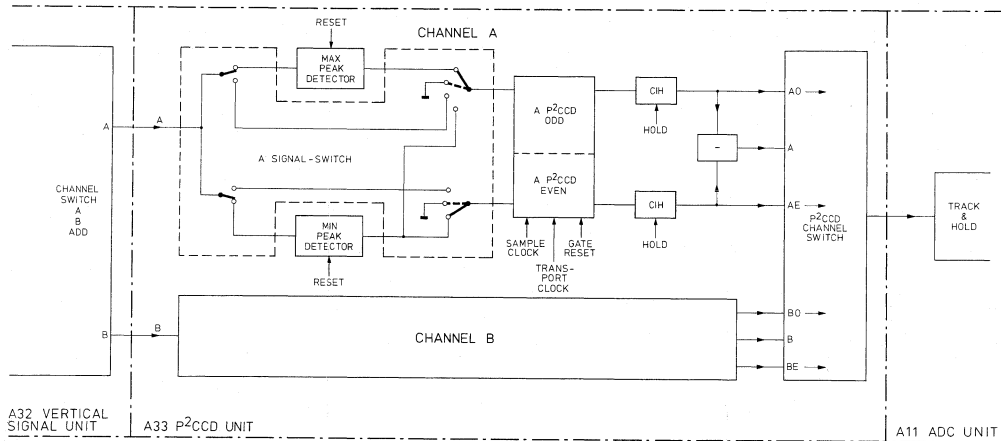 RESET
CHANNEL A
MAX
PEAK
DETECTOR
A P²CCD
ODD
CIH
HOLD
AO
A
A
–
A
A SIGNAL-SWITCH
CHANNEL
SWITCH
A
B
ADD
A P²CCD
EVEN
CIH
HOLD
AE
P²CCD
CHANNEL
SWITCH
TRACK
&
HOLD
MIN
PEAK
DETECTOR
RESET
SAMPLE
CLOCK
TRANS-
PORT
CLOCK
GATE
RESET
B
B
CHANNEL B
BO
B
BE
A32 VERTICAL
SIGNAL UNIT
A33 P²CCD UNIT
A11 ADC UNIT